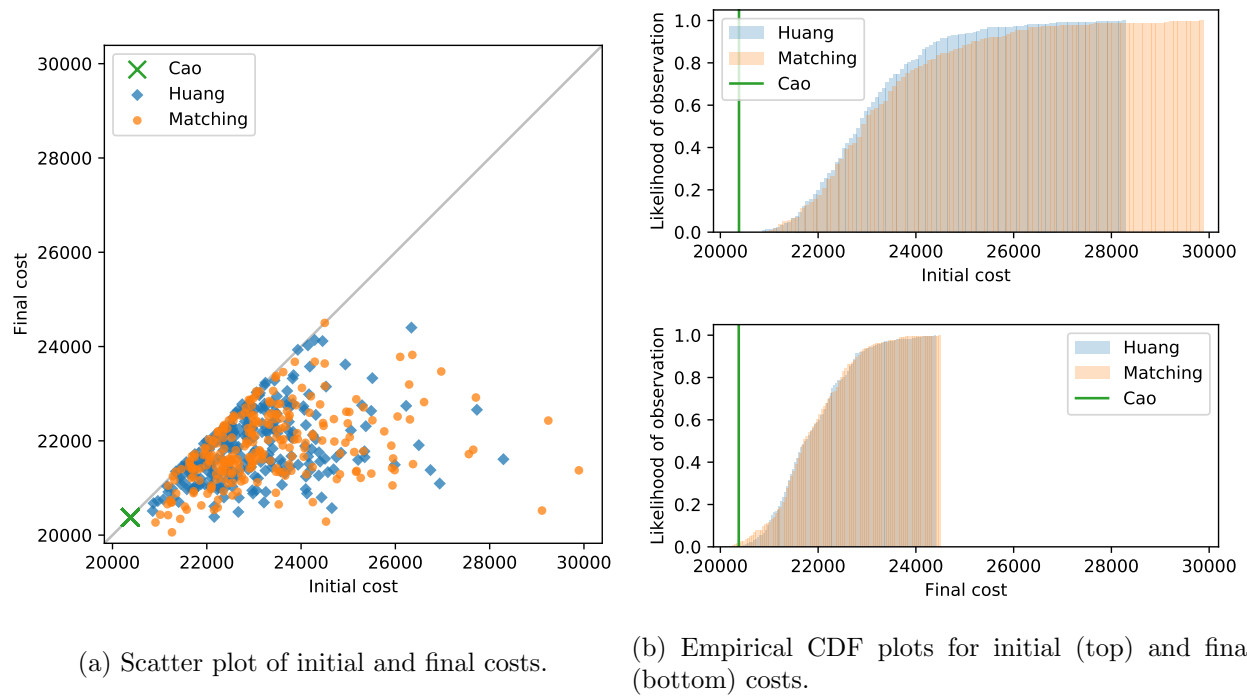 30000
28000
26000
24000
22000
20000
Final cost
Cao
Huang
Matching
20000 22000 24000 26000 28000 30000
Initial cost
(a) Scatter plot of initial and final costs.
1.0
0.8
0.6
0.4
0.2
0.0
Likelihood of observation
Huang
Matching
Cao
20000 22000 24000 26000 28000 30000
Initial cost
1.0
0.8
0.6
0.4
0.2
0.0
Likelihood of observation
Huang
Matching
Cao
20000 22000 24000 26000 28000 30000
Final cost
(b) Empirical CDF plots for initial (top) and fina
(bottom) costs.